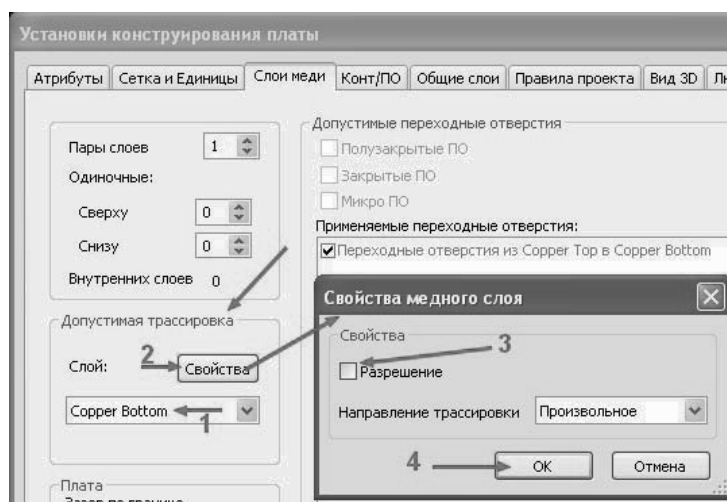 Установки конструирования платы
Атрибуты Сетка и Единицы Слои меди Конт/ПО Общие слои Правила проекта Вид 3D
Пары слоев 1
Одиночные:
Сверху 0
Снизу 0
Внутренних слоев 0
Допустимые переходные отверстия
Полузакрытые ПО
Закрытые ПО
Микро ПО
Применяемые переходные отверстия:
Переходные отверстия из Copper Top в Copper Bottom
Допустимая трассировка
Слой: 2 Свойства
Copper Bottom 1
Свойства медного слоя
Свойства
3
Разрешение
Направление трассировки Произвольное
4 OK Отмена
Плата
Зазор по границе